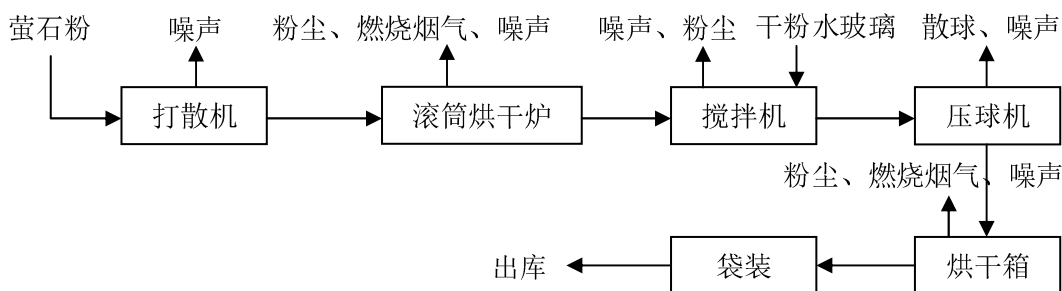 萤石粉
噪声
粉尘、燃烧烟气、噪声
噪声、粉尘
干粉水玻璃
散球、噪声
打散机
滚筒烘干炉
搅拌机
压球机
粉尘、燃烧烟气、噪声
出库
袋装
烘干箱